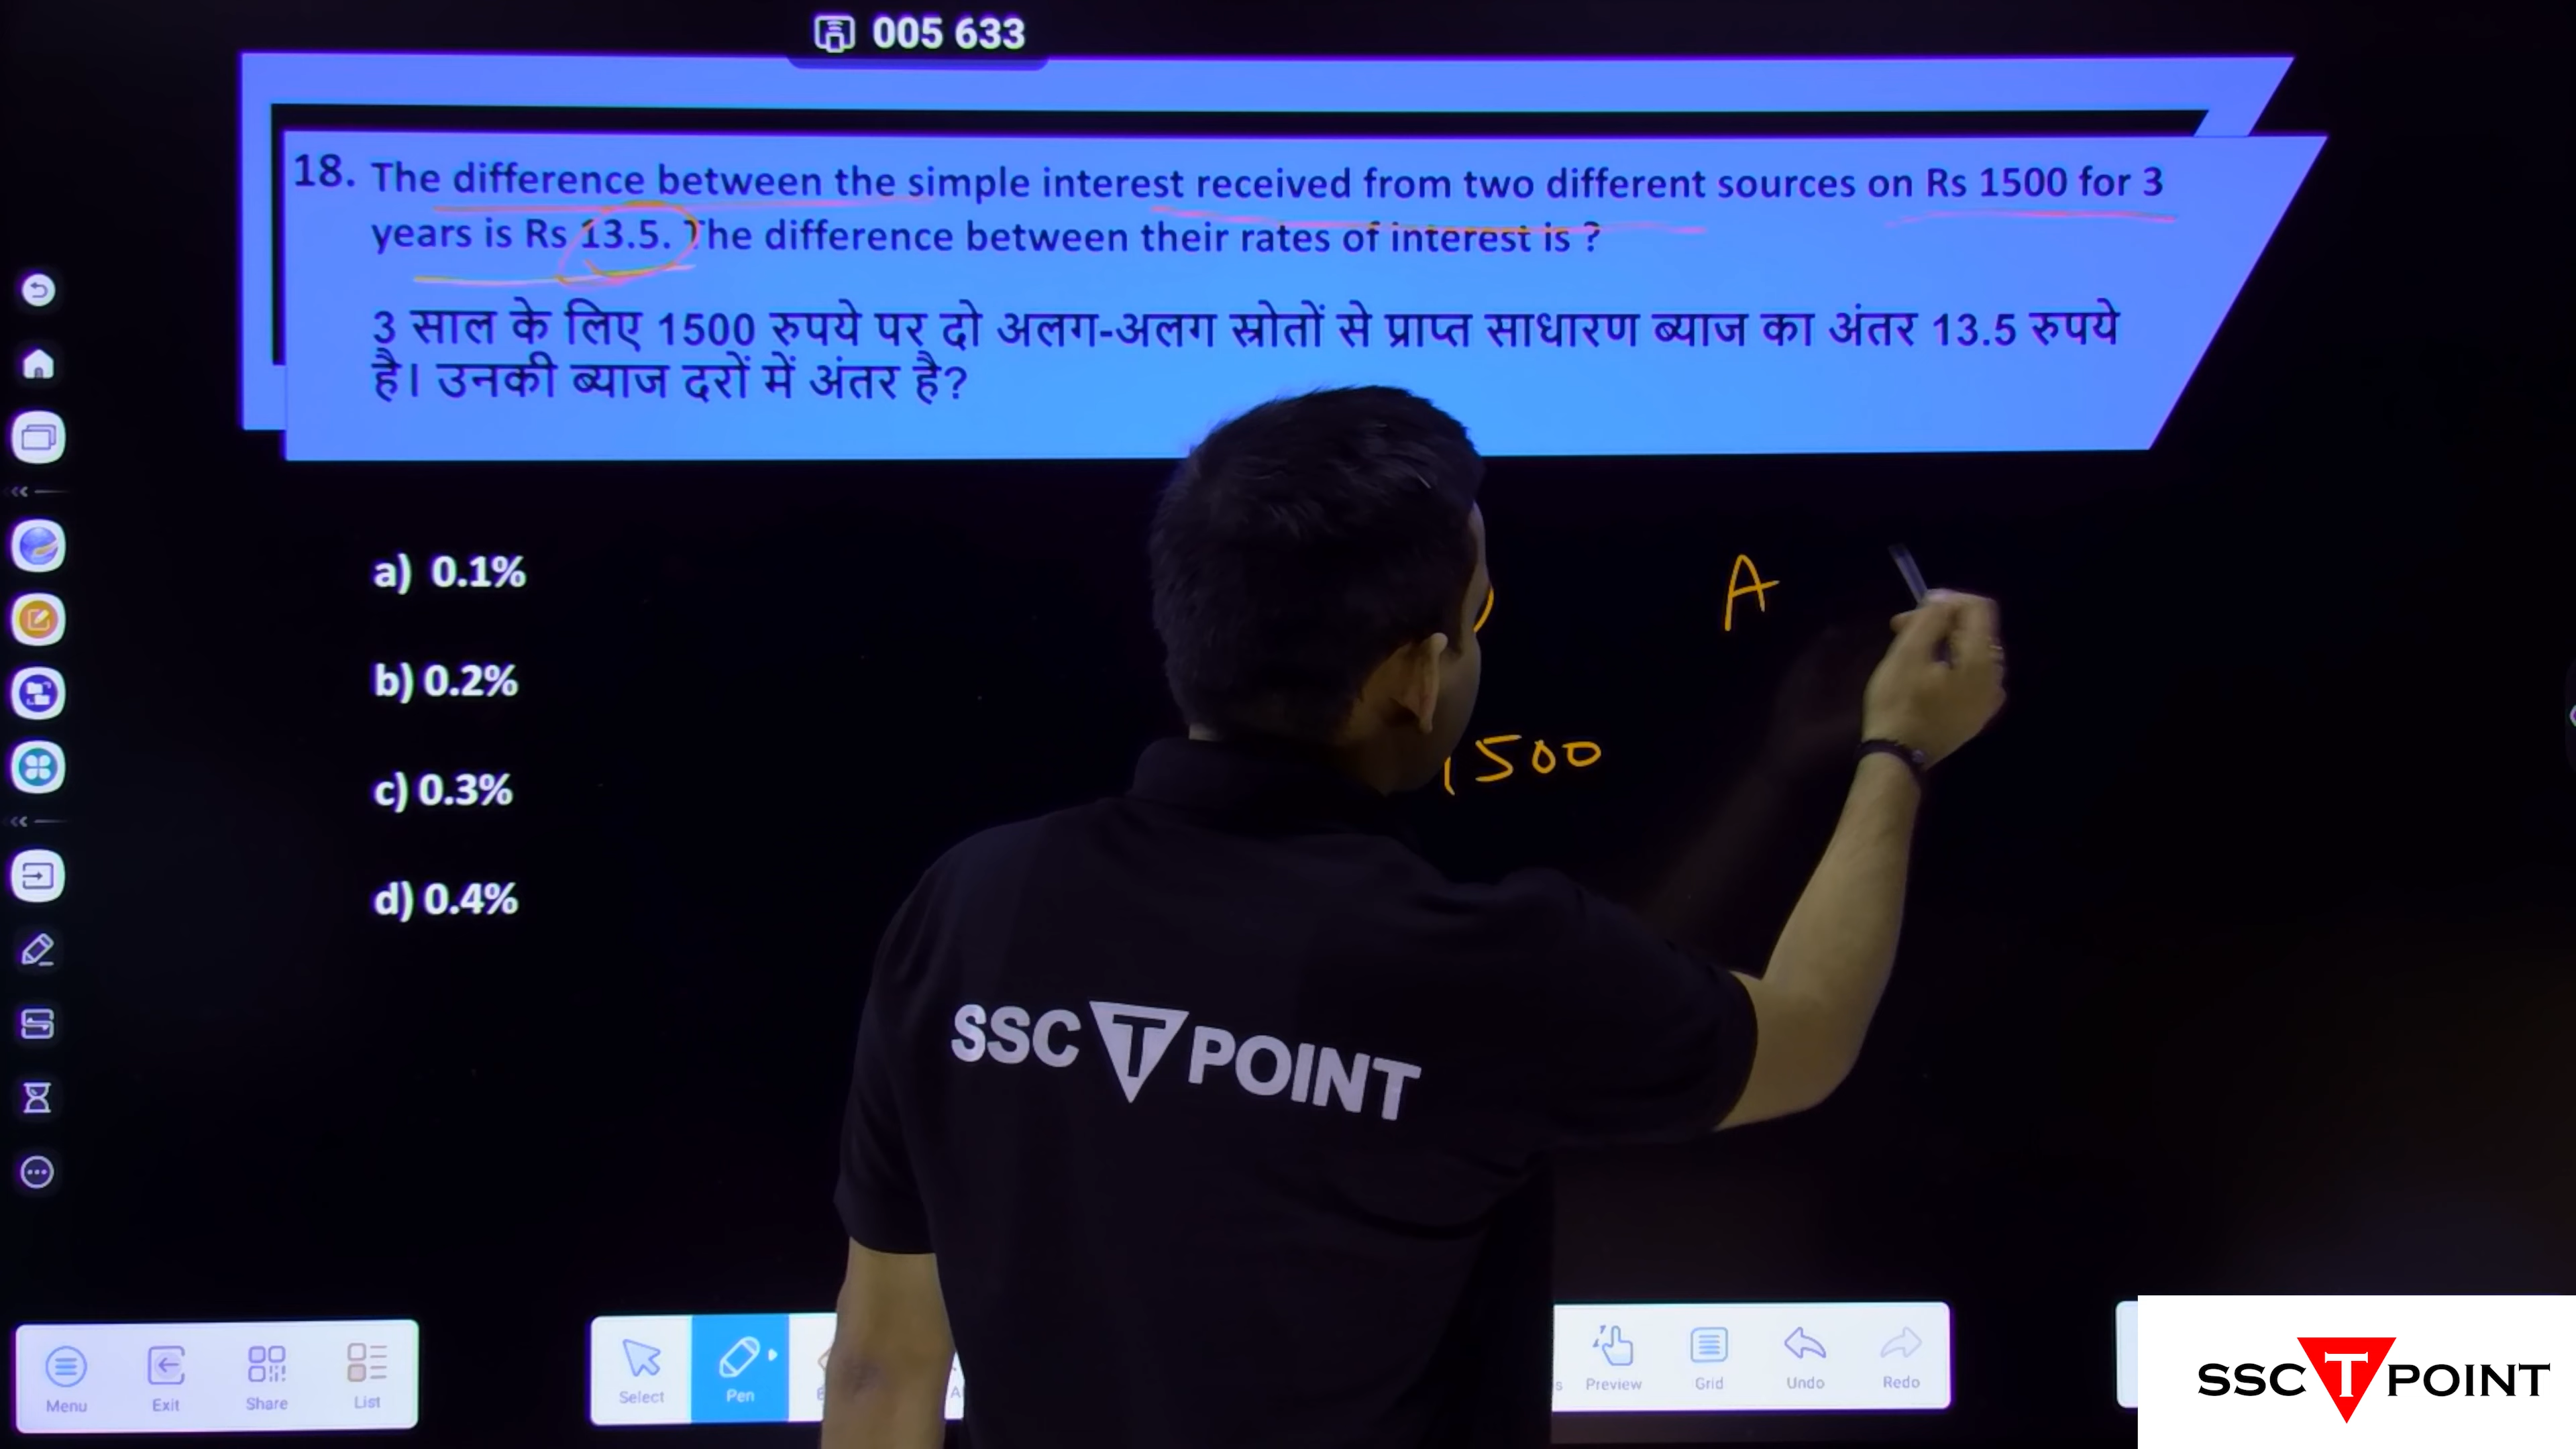 005 633
18. The difference between the simple interest received from two different sources on Rs 1500 for 3
years is Rs 13.5. The difference between their rates of interest is ?
3 साल के लिए 1500 रुपये पर दो अलग-अलग स्रोतों से प्राप्त साधारण ब्याज का अंतर 13.5 रुपये
है। उनकी ब्याज दरों में अंतर है?
a) 0.1%
b) 0.2%
c) 0.3%
d) 0.4%
A
1500
SSC T POINT
Menu Exit Share List Select Pen Preview Grid Undo Redo
SSC T POINT